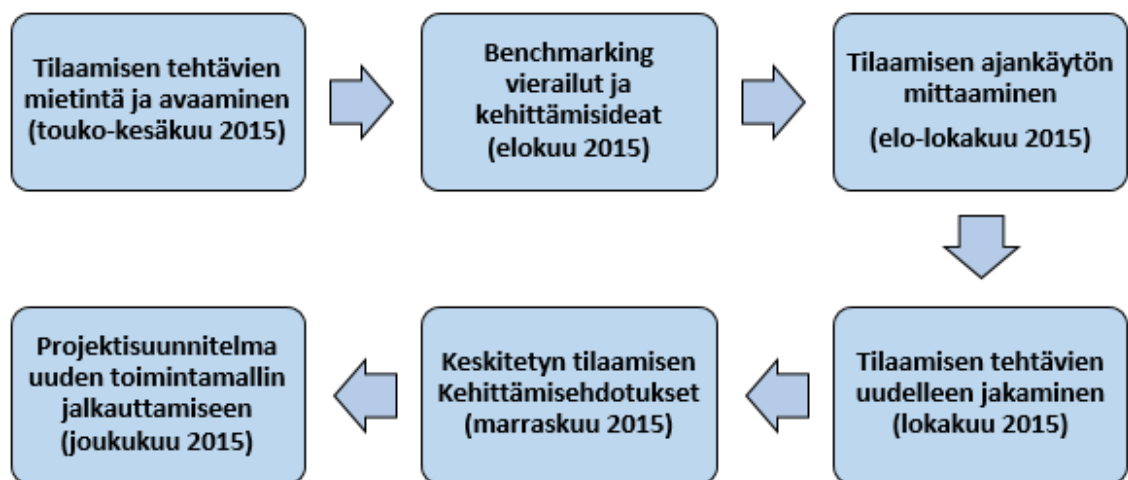 Tilaamisen tehtävien
mietintä ja avaaminen
(touko-kesäkuu 2015)
Benchmarking
vierailut ja
kehittämisideat
(elokuu 2015)
Tilaamisen ajankäytön
mittaaminen
(elo-lokakuu 2015)
Tilaamisen tehtävien
uudelleen jakaminen
(lokakuu 2015)
Keskitetyn tilaamisen
Kehittämisehdotukset
(marraskuu 2015)
Projektisuunnitelma
uuden toimintamallin
jalkauttamiseen
(joukukuu 2015)